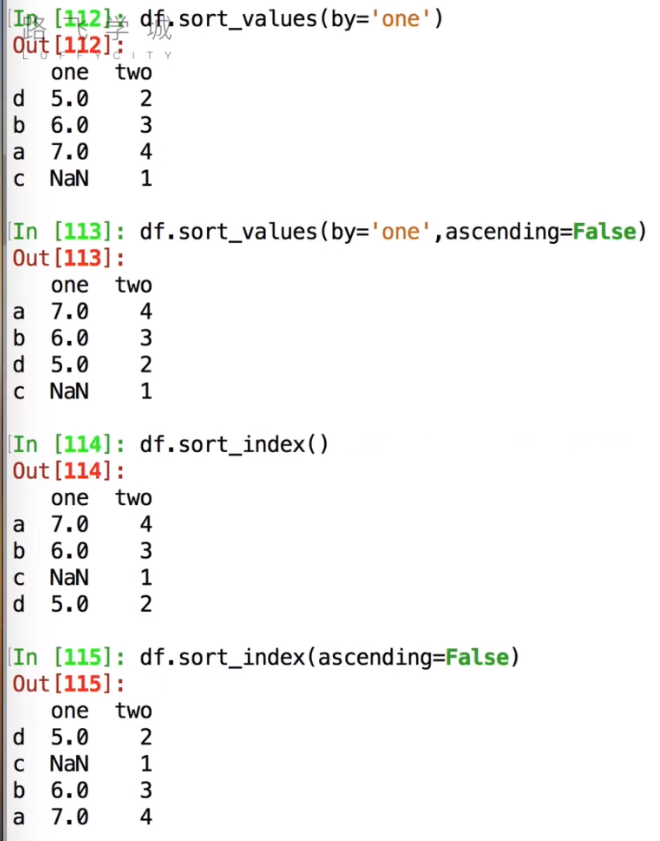 路飞学城
LUFFYCITY
In [112]: df.sort_values(by='one')
Out[112]:
   one  two
d  5.0    2
b  6.0    3
a  7.0    4
c  NaN    1
[In [113]: df.sort_values(by='one',ascending=False)
Out[113]:
   one  two
a  7.0    4
b  6.0    3
d  5.0    2
c  NaN    1
[In [114]: df.sort_index()
Out[114]:
   one  two
a  7.0    4
b  6.0    3
c  NaN    1
d  5.0    2
[In [115]: df.sort_index(ascending=False)
Out[115]:
   one  two
d  5.0    2
c  NaN    1
b  6.0    3
a  7.0    4